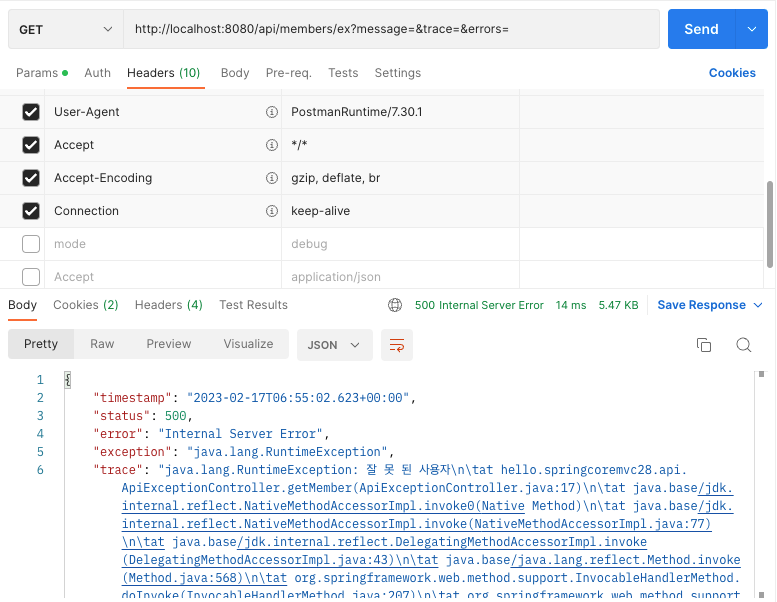 GET http://localhost:8080/api/members/ex?message=&trace=&errors= Send
Params Auth Headers (10) Body Pre-req. Tests Settings Cookies
User-Agent PostmanRuntime/7.30.1
Accept */*
Accept-Encoding gzip, deflate, br
Connection keep-alive
mode debug
Accept application/json
Body Cookies (2) Headers (4) Test Results 500 Internal Server Error 14 ms 5.47 KB Save Response
Pretty Raw Preview Visualize JSON
1 {
2 "timestamp": "2023-02-17T06:55:02.623+00:00",
3 "status": 500,
4 "error": "Internal Server Error",
5 "exception": "java.lang.RuntimeException",
6 "trace": "java.lang.RuntimeException: 잘 못 된 사용자\n\tat hello.springcoremvc28.api.
ApiExceptionController.getMember(ApiExceptionController.java:17)\n\tat java.base/jdk.
internal.reflect.NativeMethodAccessorImpl.invoke0(Native Method)\n\tat java.base/jdk.
internal.reflect.NativeMethodAccessorImpl.invoke(NativeMethodAccessorImpl.java:77)
\n\tat java.base/jdk.internal.reflect.DelegatingMethodAccessorImpl.invoke
(DelegatingMethodAccessorImpl.java:43)\n\tat java.base/java.lang.reflect.Method.invoke
(Method.java:568)\n\tat org.springframework.web.method.support.InvocableHandlerMethod.
doInvoke(InvocableHandlerMethod.java:207)\n\tat org.springframework.web.method.support